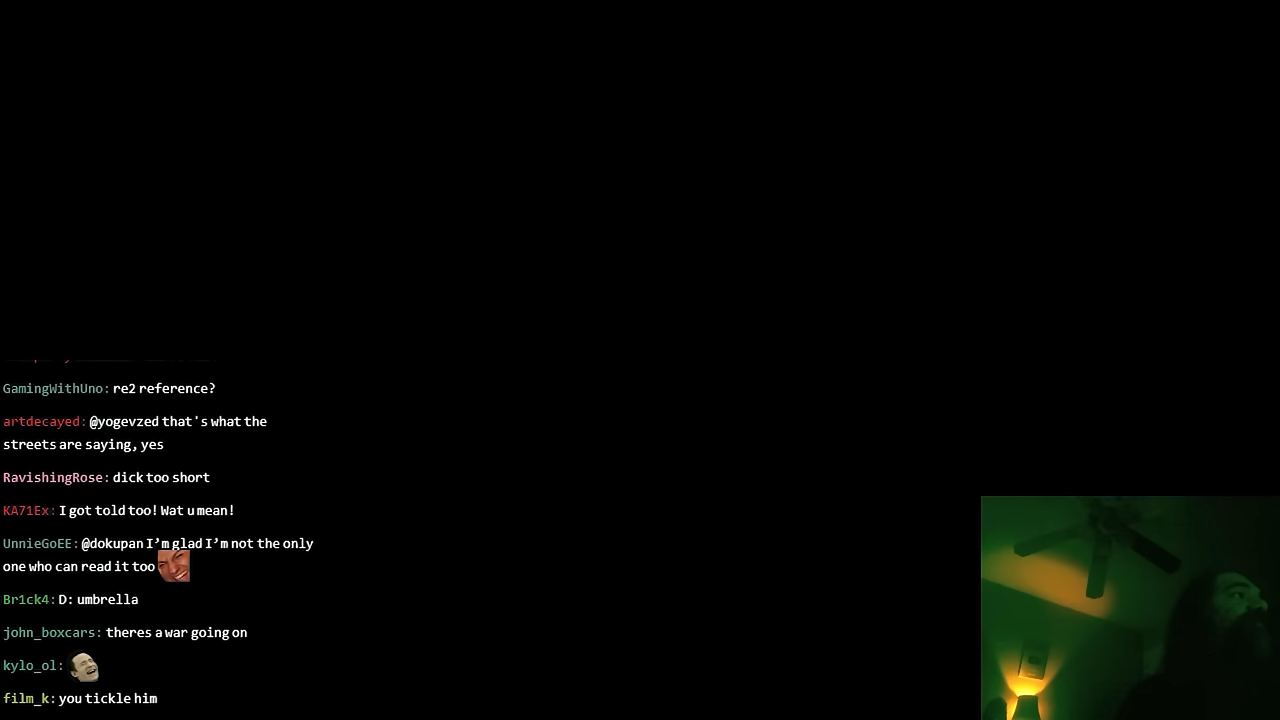 GamingWithUno: re2 reference?
artdecayed: @yogevzed that's what the
streets are saying, yes
RavishingRose: dick too short
KA71Ex: I got told too! Wat u mean!
UnnieGoEE: @dokupan I’m glad I’m not the only
one who can read it too
Br1ck4: D: umbrella
john_boxcars: theres a war going on
kylo_ol:
film_k: you tickle him